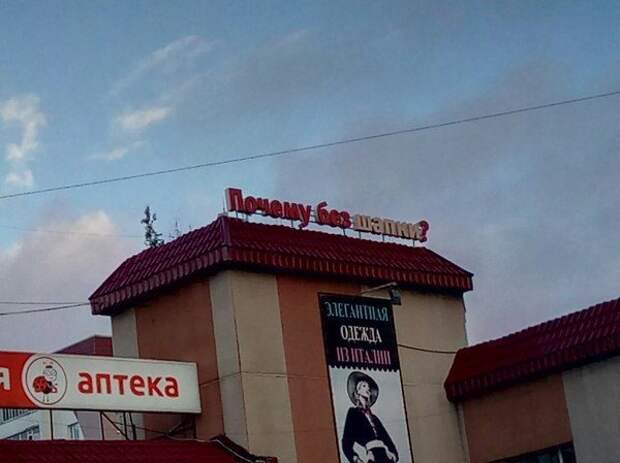 Почему без шапки?
ЭЛЕГАНТНАЯ
ОДЕЖДА
ИЗ ИТАЛИИ
я аптека